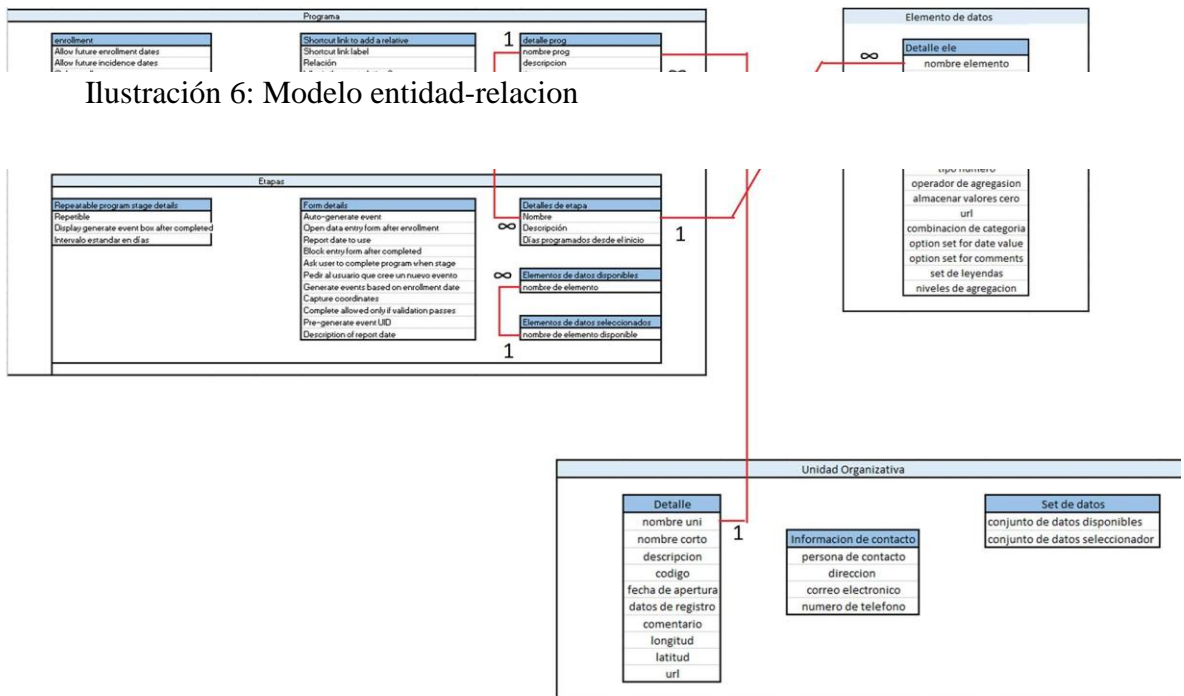 Programa
enrollment
Allow future enrollment dates
Allow future incidence dates
Shortcut link to add a relative
Shortcut link label
Relación
1
detalle prog
nombre prog
descripcion
∞
Elemento de datos
∞
Detalle ele
nombre elemento
Ilustración 6: Modelo entidad-relacion
Etapas
Repeatable program stage details
Repetible
Display generate event box after completed
Intervalo estandar en días
Form details
Auto-generate event
Open data entry form after enrollment
Report date to use
Block entry form after completed
Ask user to complete program when stage
Pedir al usuario que cree un nuevo evento
Generate events based on enrollment date
Capture coordinates
Complete allowed only if validation passes
Pre-generate event UID
Description of report date
Detalles de etapa
Nombre
∞
Descripción
Días programados desde el inicio
1
∞
Elementos de datos disponibles
nombre de elemento
Elementos de datos seleccionados
nombre de elemento disponible
1
tipo numero
operador de agregasion
almacenar valores cero
url
combinacion de categoria
option set for date value
option set for comments
set de leyendas
niveles de agregacion
Unidad Organizativa
Detalle
nombre uni
1
nombre corto
descripcion
codigo
fecha de apertura
datos de registro
comentario
longitud
latitud
url
Informacion de contacto
persona de contacto
direccion
correo electronico
numero de telefono
Set de datos
conjunto de datos disponibles
conjunto de datos seleccionador